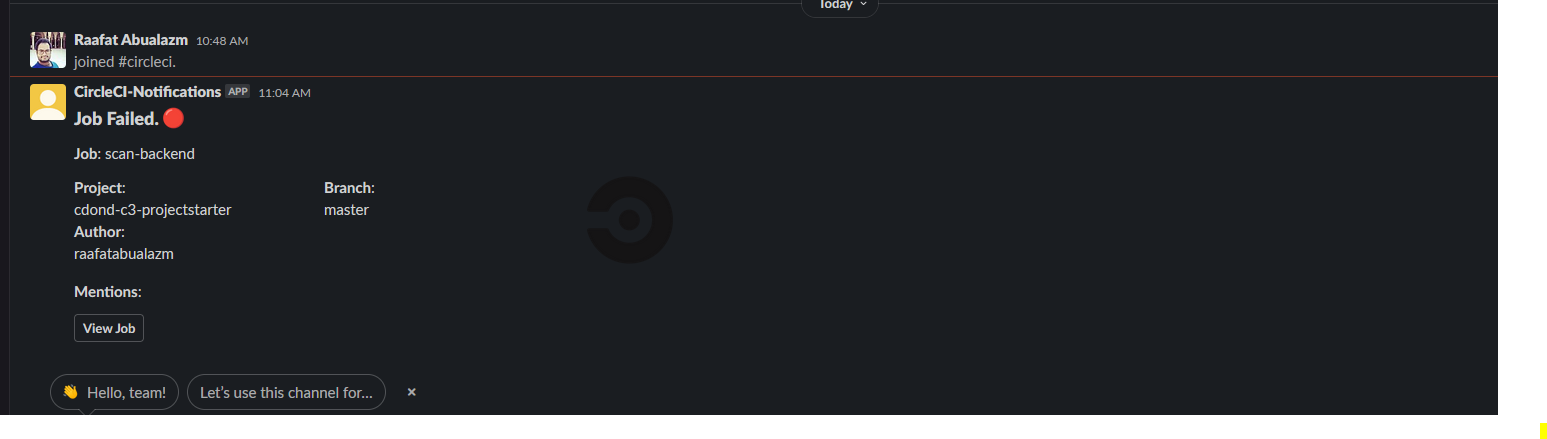 Today
Raafat Abualazm 10:48 AM
joined #circleci.
CircleCI-Notifications APP 11:04 AM
Job Failed. 🔴
Job: scan-backend
Project: Branch:
cdond-c3-projectstarter master
Author:
raafatabualazm
Mentions:
View Job
👋 Hello, team! Let's use this channel for... ×